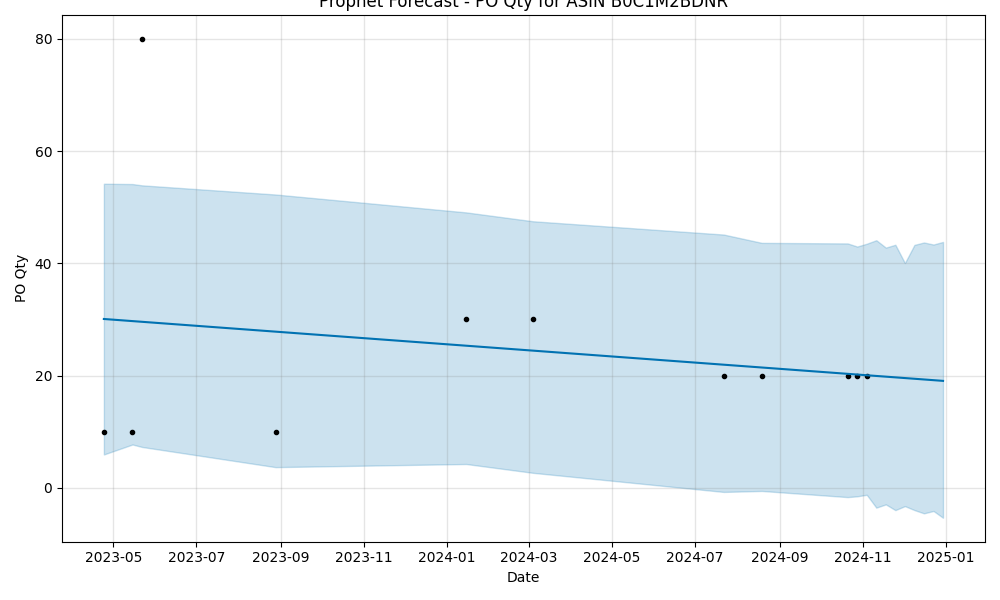 Prophet Forecast - PO Qty for ASIN B0C1M2BDNR
80
60
40
20
0
PO Qty
2023-05 2023-07 2023-09 2023-11 2024-01 2024-03 2024-05 2024-07 2024-09 2024-11 2025-01
Date